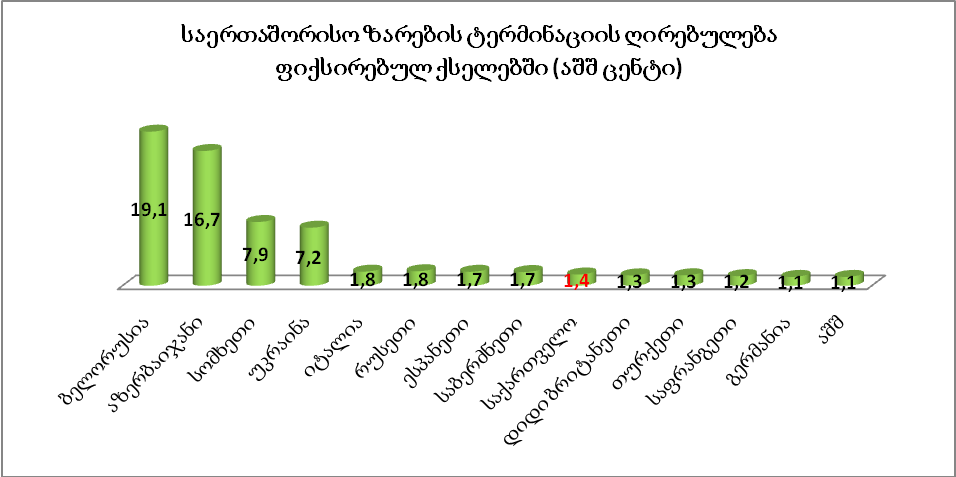 საერთაშორისო ზარების ტერმინაციის ღირებულება
ფიქსირებულ ქსელებში (აშშ ცენტი)
19,1
16,7
7,9
7,2
1,8
1,8
1,7
1,7
1,4
1,3
1,3
1,2
1,1
1,1
ბელორუსია
აზერბაიჯანი
სომხეთი
უკრაინა
იტალია
რუსეთი
ესპანეთი
საბერძნეთი
საქართველო
დიდი ბრიტანეთი
თურქეთი
საფრანგეთი
გერმანია
აშშ